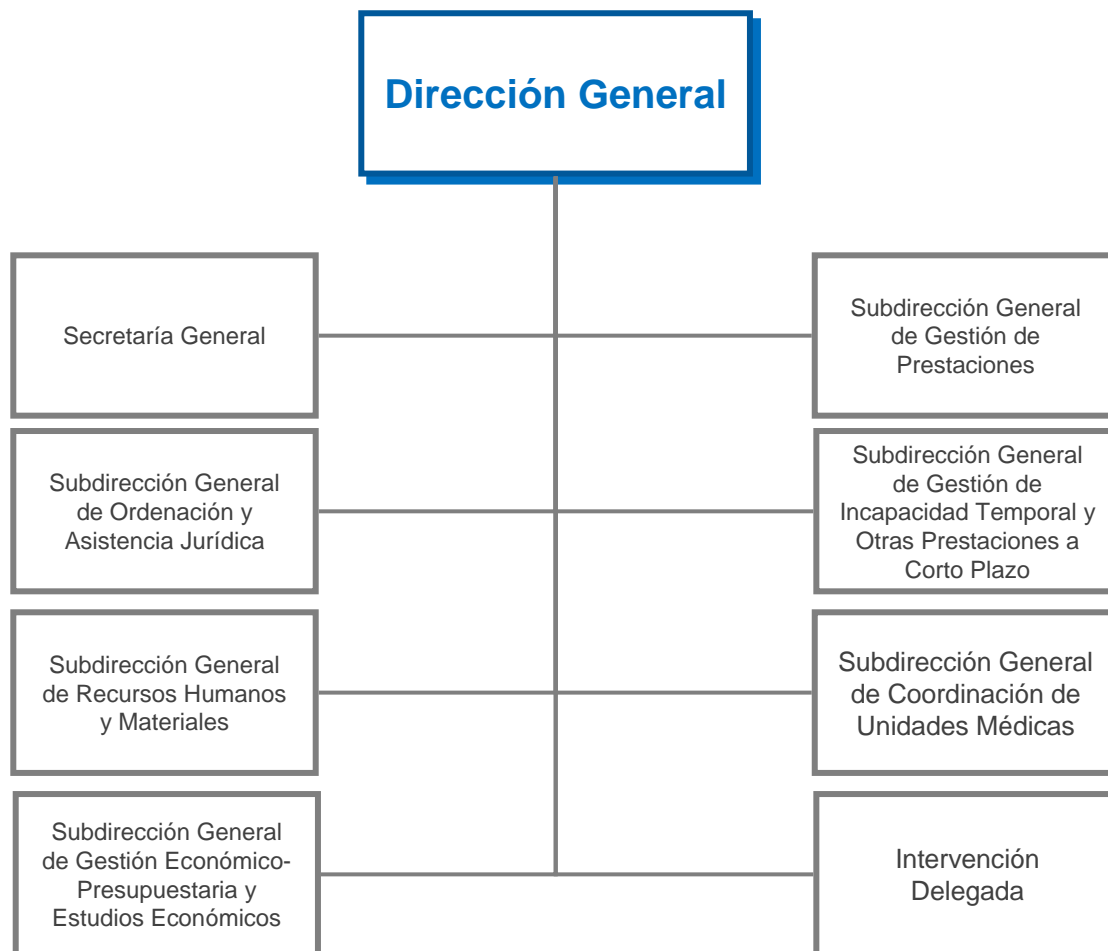 Dirección General
Secretaría General
Subdirección General
de Gestión de
Prestaciones
Subdirección General
de Ordenación y
Asistencia Jurídica
Subdirección General
de Gestión de
Incapacidad Temporal y
Otras Prestaciones a
Corto Plazo
Subdirección General
de Recursos Humanos
y Materiales
Subdirección General
de Coordinación de
Unidades Médicas
Subdirección General
de Gestión Económico-
Presupuestaria y
Estudios Económicos
Intervención
Delegada